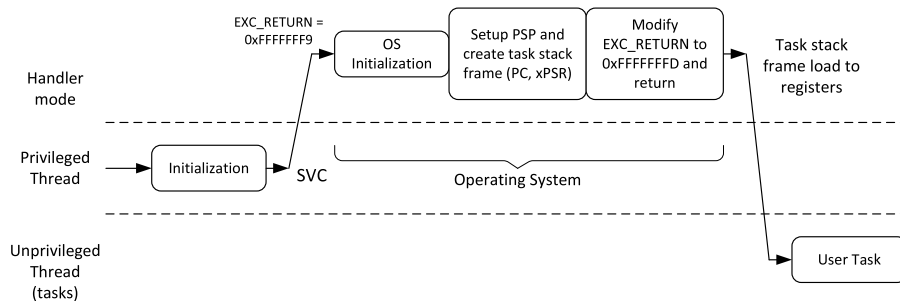 EXC_RETURN =
0xFFFFFFF9
OS
Initialization
Setup PSP and
create task stack
frame (PC, xPSR)
Modify
EXC_RETURN to
0xFFFFFFFD and
return
Task stack
frame load to
registers
Handler
mode
Privileged
Thread
Initialization
SVC
Operating System
Unprivileged
Thread
(tasks)
User Task